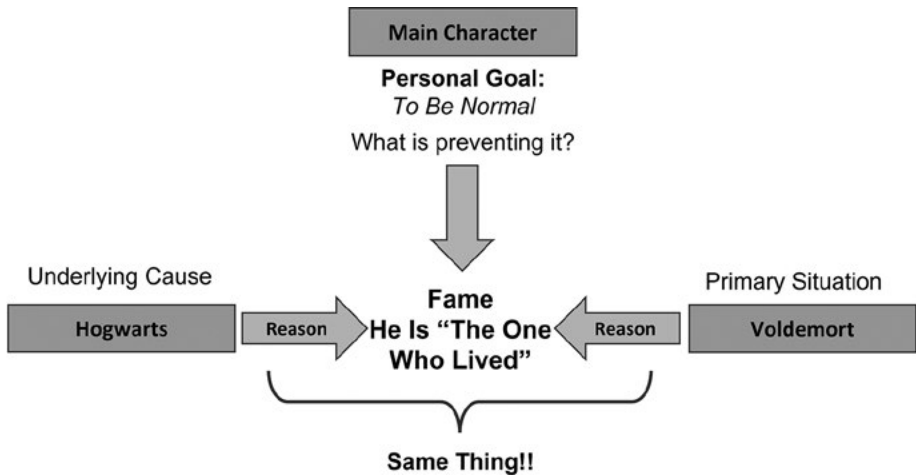 Main Character
Personal Goal:
To Be Normal
What is preventing it?
Underlying Cause
Hogwarts
Reason
Fame
He Is “The One
Who Lived”
Reason
Primary Situation
Voldemort
Same Thing!!